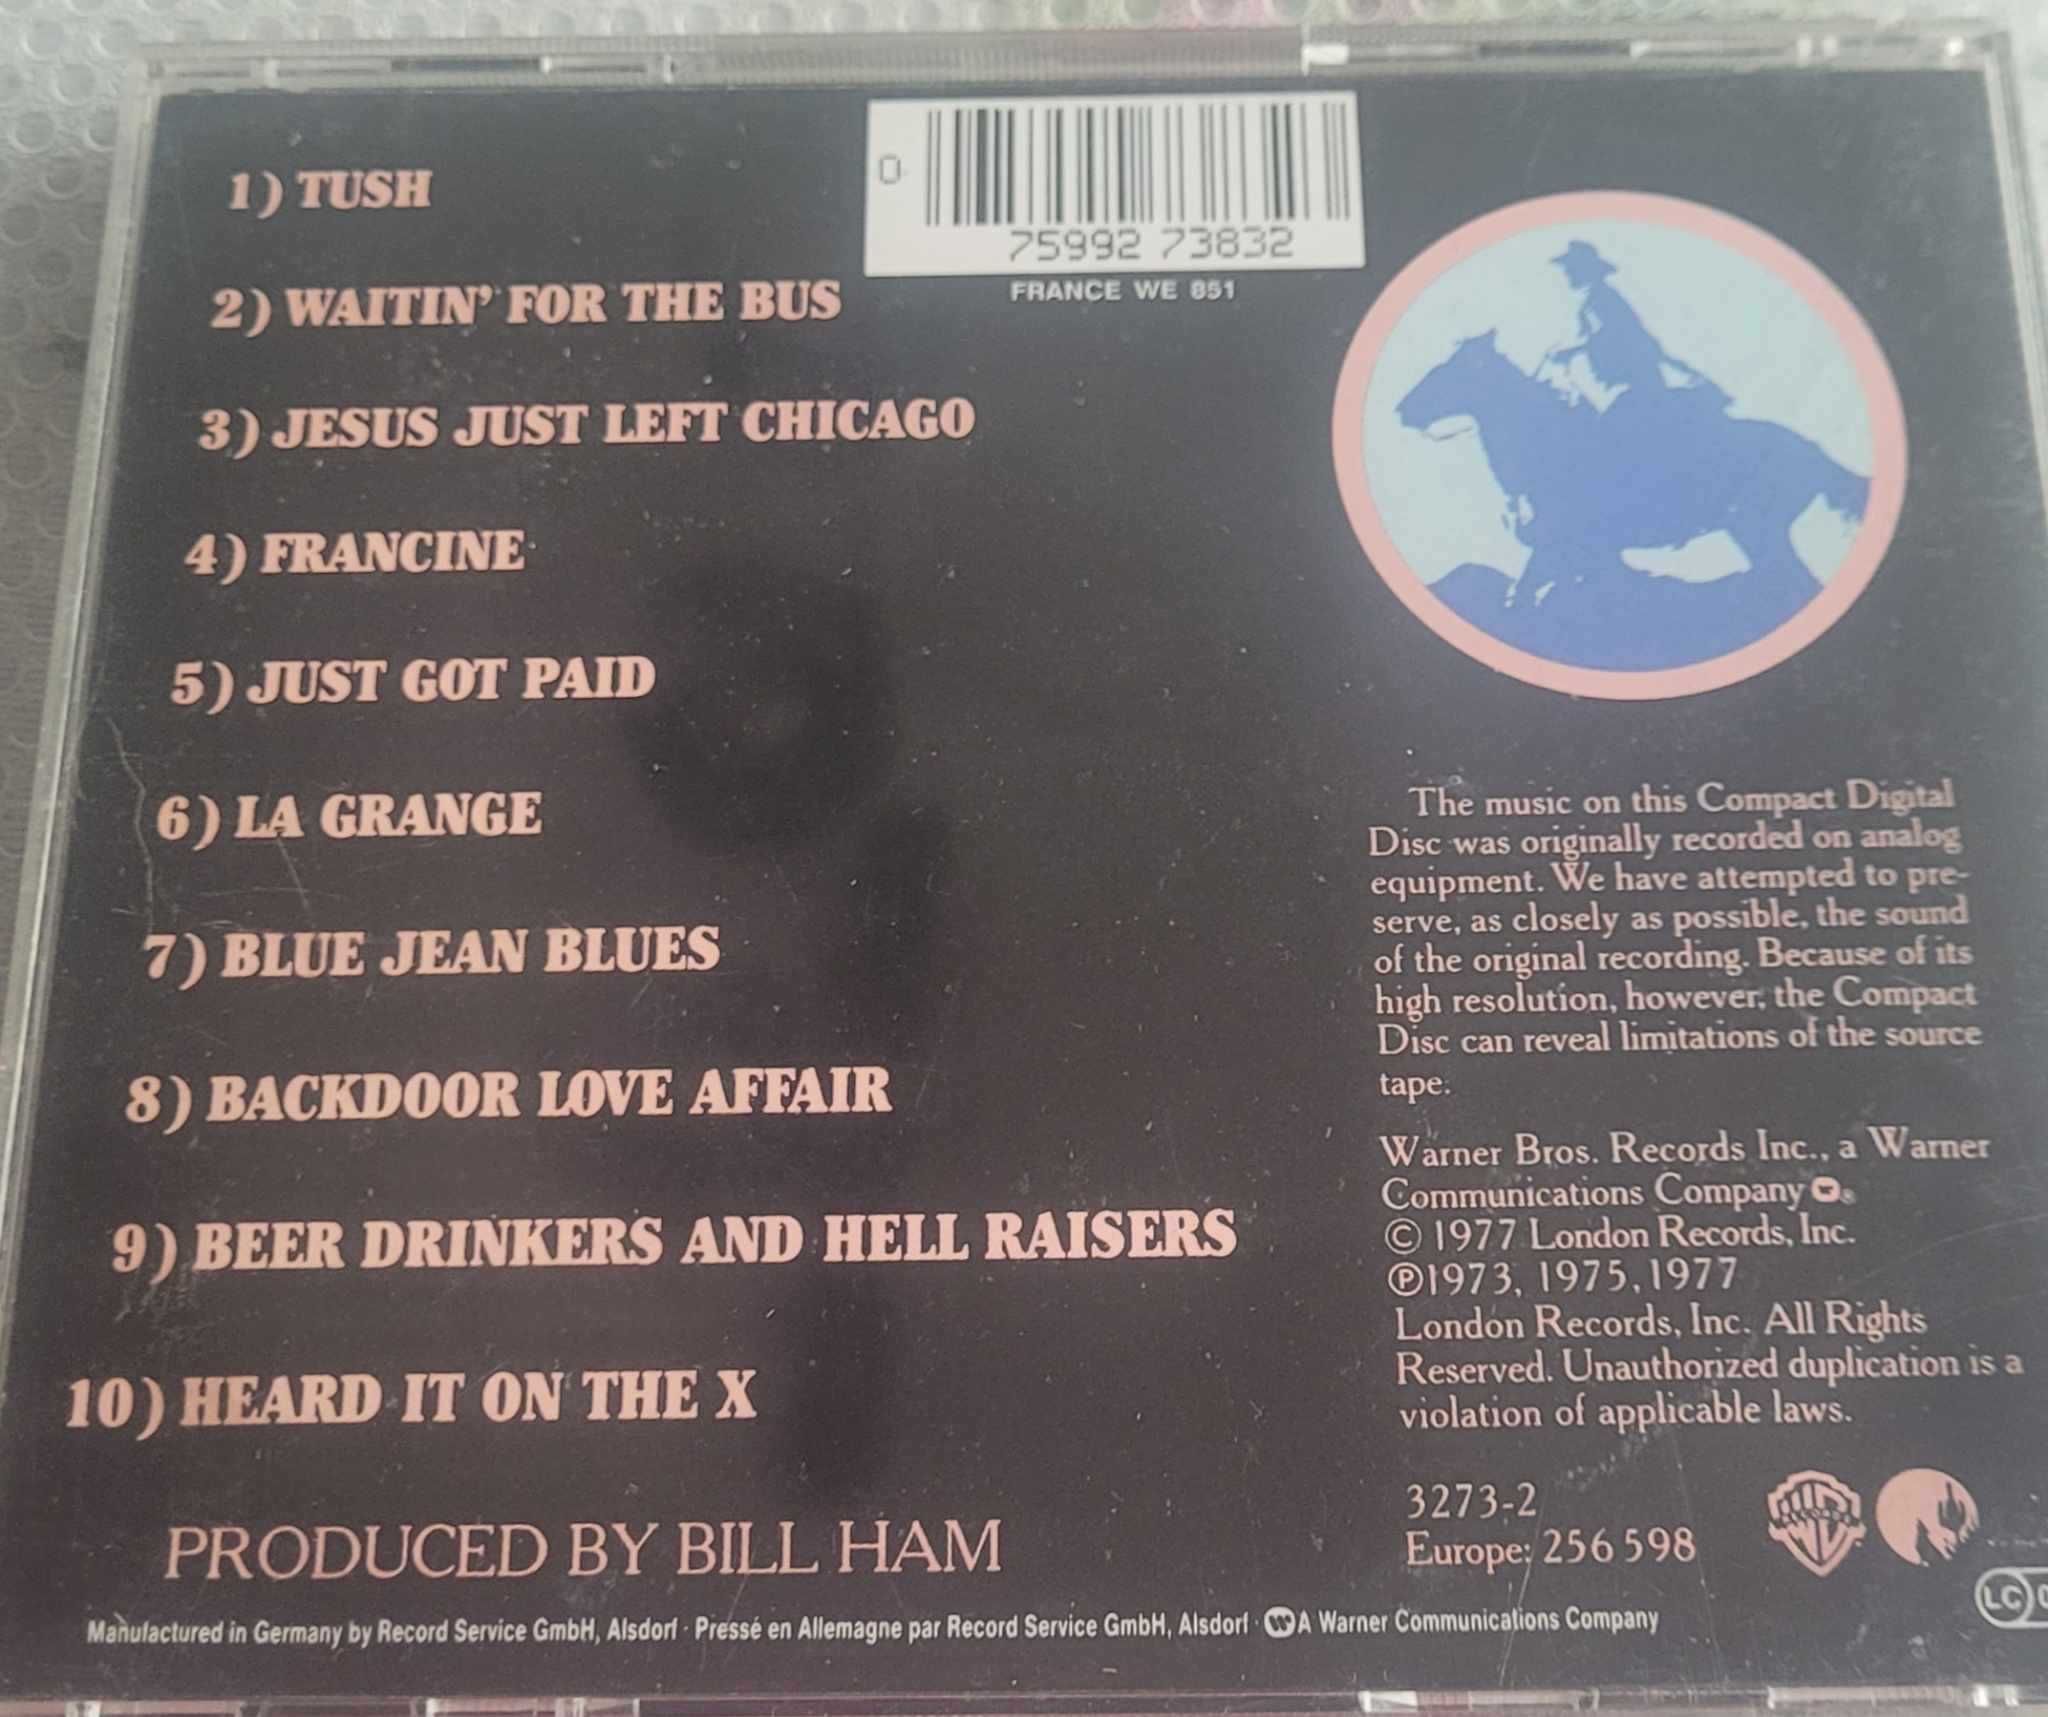 1) TUSH
2) WAITIN' FOR THE BUS
3) JESUS JUST LEFT CHICAGO
4) FRANCINE
5) JUST GOT PAID
6) LA GRANGE
7) BLUE JEAN BLUES
8) BACKDOOR LOVE AFFAIR
9) BEER DRINKERS AND HELL RAISERS
10) HEARD IT ON THE X
PRODUCED BY BILL HAM
0
75992 73832
FRANCE WE 851
The music on this Compact Digital
Disc was originally recorded on analog
equipment. We have attempted to pre-
serve, as closely as possible, the sound
of the original recording. Because of its
high resolution, however, the Compact
Disc can reveal limitations of the source
tape.
Warner Bros. Records Inc., a Warner
Communications Company ®
© 1977 London Records, Inc.
℗1973, 1975, 1977
London Records, Inc. All Rights
Reserved. Unauthorized duplication is a
violation of applicable laws.
3273-2
Europe: 256 598
LC
Manufactured in Germany by Record Service GmbH, Alsdorf · Pressé en Allemagne par Record Service GmbH, Alsdorf · A Warner Communications Company